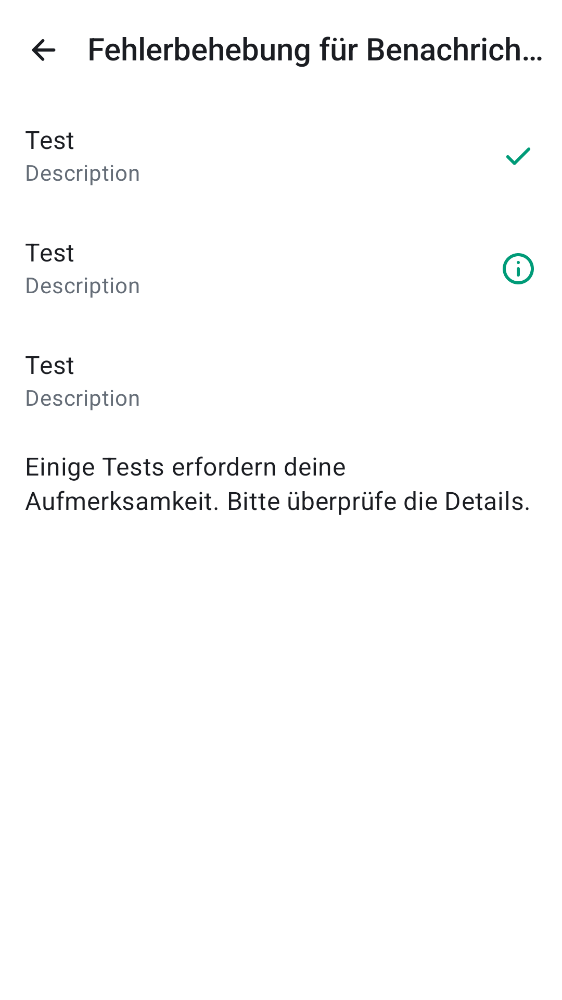 Fehlerbehebung für Benachrich...
Test
Description
Test
Description
Test
Description
Einige Tests erfordern deine
Aufmerksamkeit. Bitte überprüfe die Details.